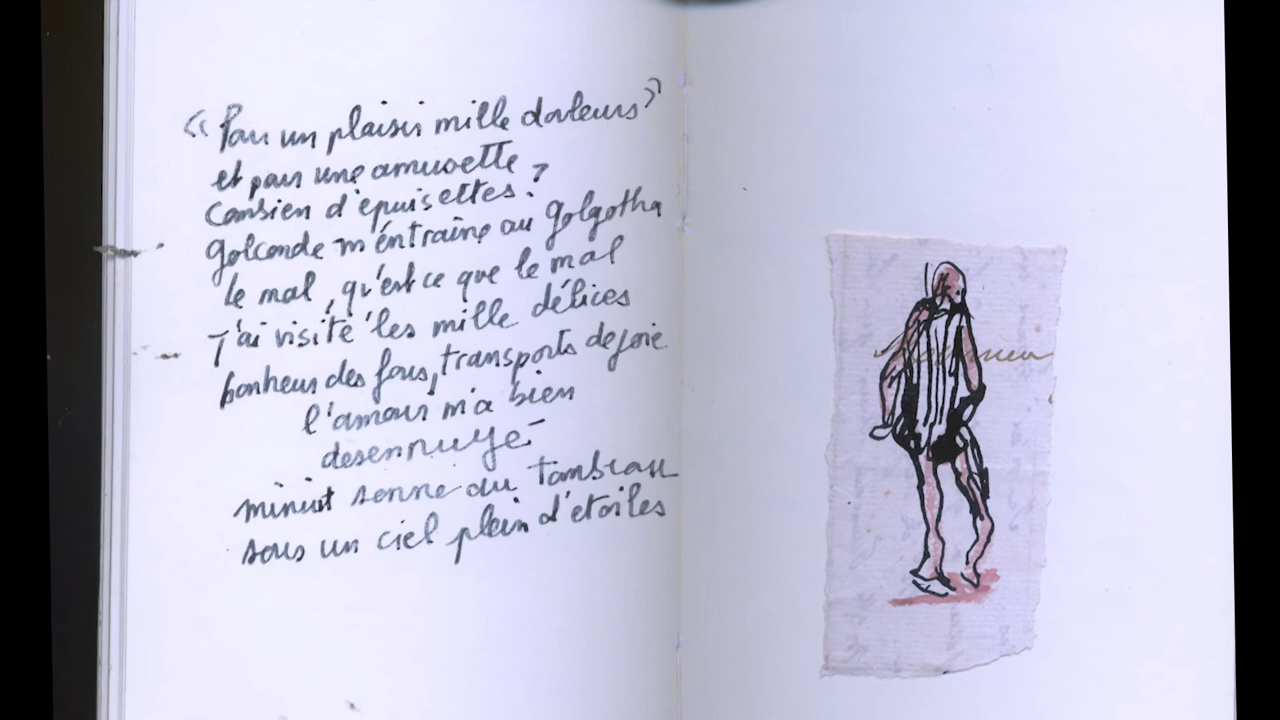 « Pour un plaisir mille douleurs »
et pour une amusette
Combien d'épuisettes ?
Golconde m'entraîne au Golgotha
le mal, qu'est ce que le mal
J'ai visité les mille délices
bonheur des fous, transports de joie
l'amour m'a bien
desennuyé
minuit sonne au tombeau
sous un ciel plein d'étoiles